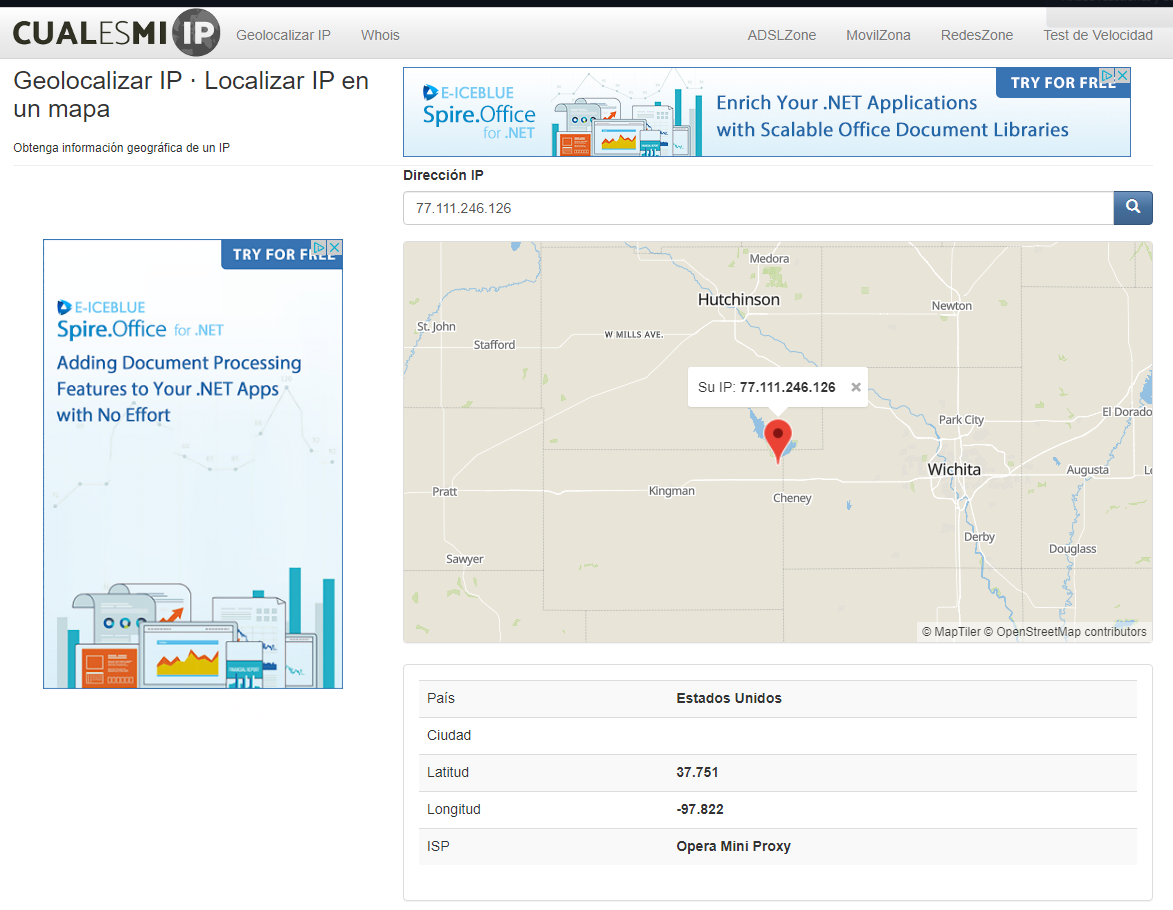 CUALESMI IP
Geolocalizar IP
Whois
ADSLZone
MovilZona
RedesZone
Test de Velocidad
Geolocalizar IP · Localizar IP en
un mapa
Obtenga información geográfica de un IP
E-ICEBLUE
Spire.Office
for .NET
Enrich Your .NET Applications
with Scalable Office Document Libraries
TRY FOR FREE
Dirección IP
77.111.246.126
TRY FOR FREE
E-ICEBLUE
Spire.Office for .NET
Adding Document Processing
Features to Your .NET Apps
with No Effort
FINANCIAL REPORT
Medora
Hutchinson
Newton
St. John
W MILLS AVE.
Stafford
Su IP: 77.111.246.126 ×
El Dorado
Park City
Wichita
Augusta
Le
Pratt
Kingman
Cheney
Derby
Douglass
Sawyer
© MapTiler © OpenStreetMap contributors
País Estados Unidos
Ciudad
Latitud 37.751
Longitud -97.822
ISP Opera Mini Proxy